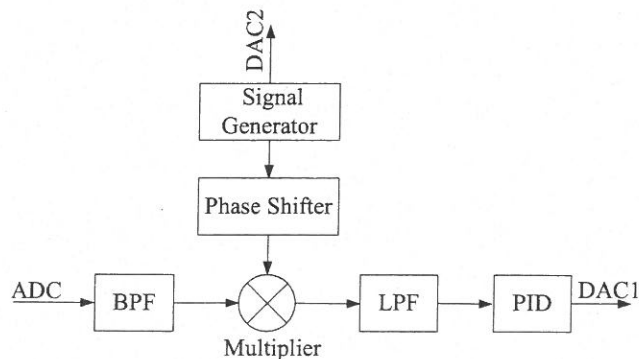 DAC2
Signal
Generator
Phase Shifter
ADC
BPF
LPF
PID
DAC1
Multiplier